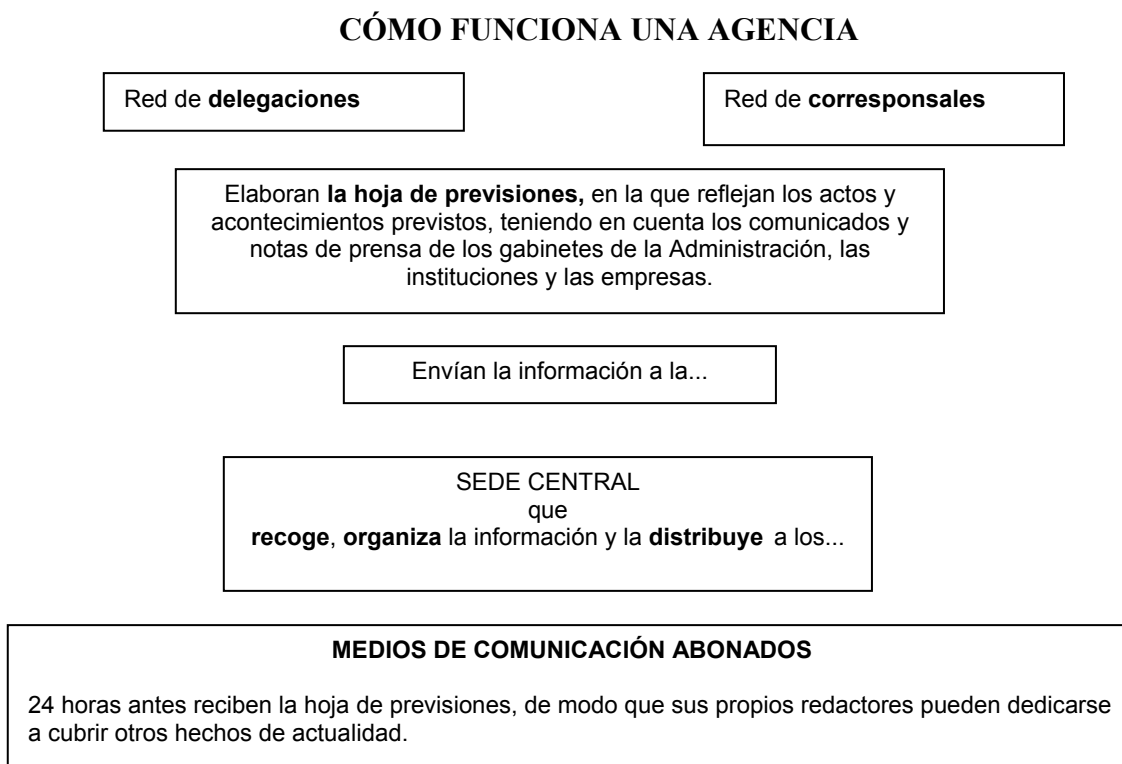 CÓMO FUNCIONA UNA AGENCIA
Red de delegaciones
Red de corresponsales
Elaboran la hoja de previsiones, en la que reflejan los actos y
acontecimientos previstos, teniendo en cuenta los comunicados y
notas de prensa de los gabinetes de la Administración, las
instituciones y las empresas.
Envían la información a la...
SEDE CENTRAL
que
recoge, organiza la información y la distribuye a los...
MEDIOS DE COMUNICACIÓN ABONADOS
24 horas antes reciben la hoja de previsiones, de modo que sus propios redactores pueden dedicarse
a cubrir otros hechos de actualidad.